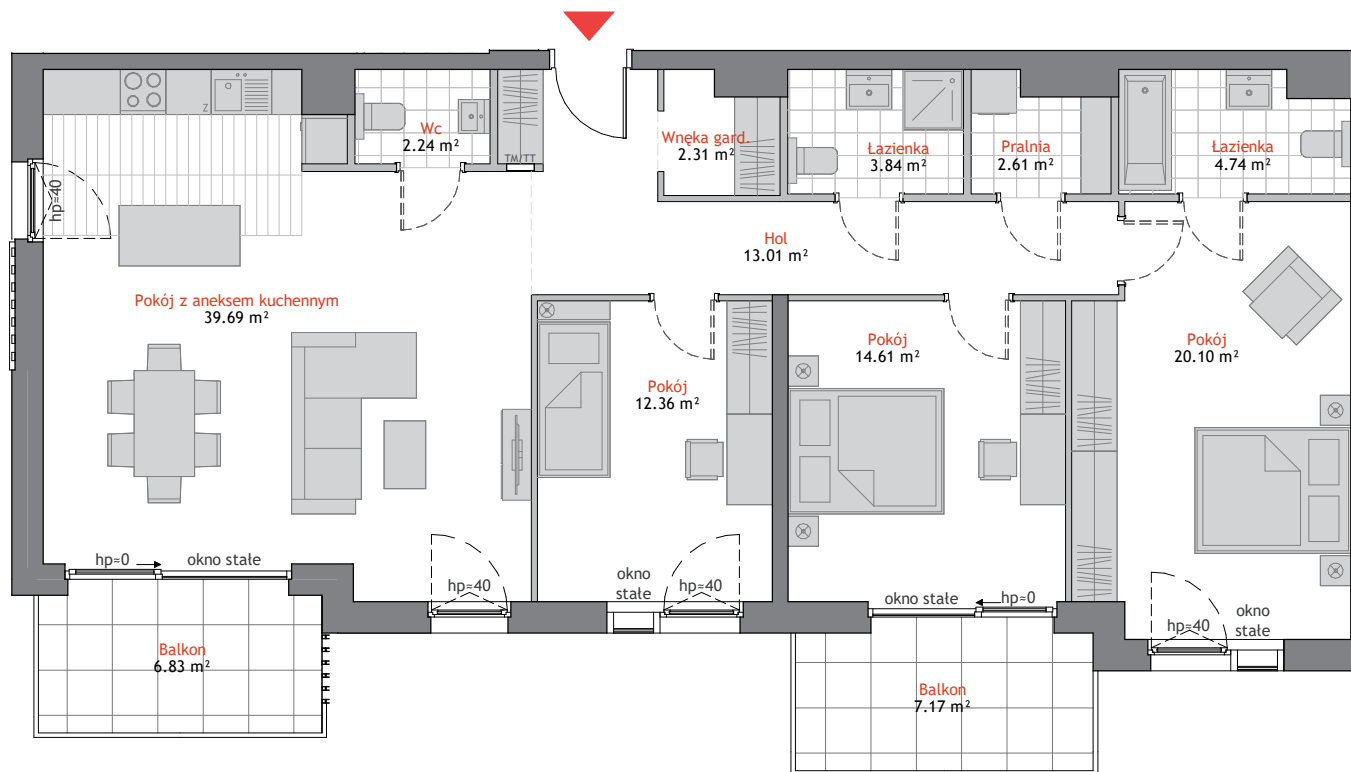 Z
TM/TT
Wc
2.24 m²
Wnęka gard.
2.31 m²
Łazienka
3.84 m²
Pralnia
2.61 m²
Łazienka
4.74 m²
hp≈40
Hol
13.01 m²
Pokój z aneksem kuchennym
39.69 m²
Pokój
12.36 m²
Pokój
14.61 m²
Pokój
20.10 m²
hp≈0
okno stałe
hp≈40
okno
stałe
hp≈40
okno stałe
hp≈0
hp≈40
okno
stałe
Balkon
6.83 m²
Balkon
7.17 m²